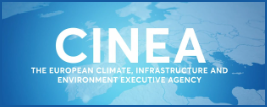 CINEA
THE EUROPEAN CLIMATE, INFRASTRUCTURE AND
ENVIRONMENT EXECUTIVE AGENCY